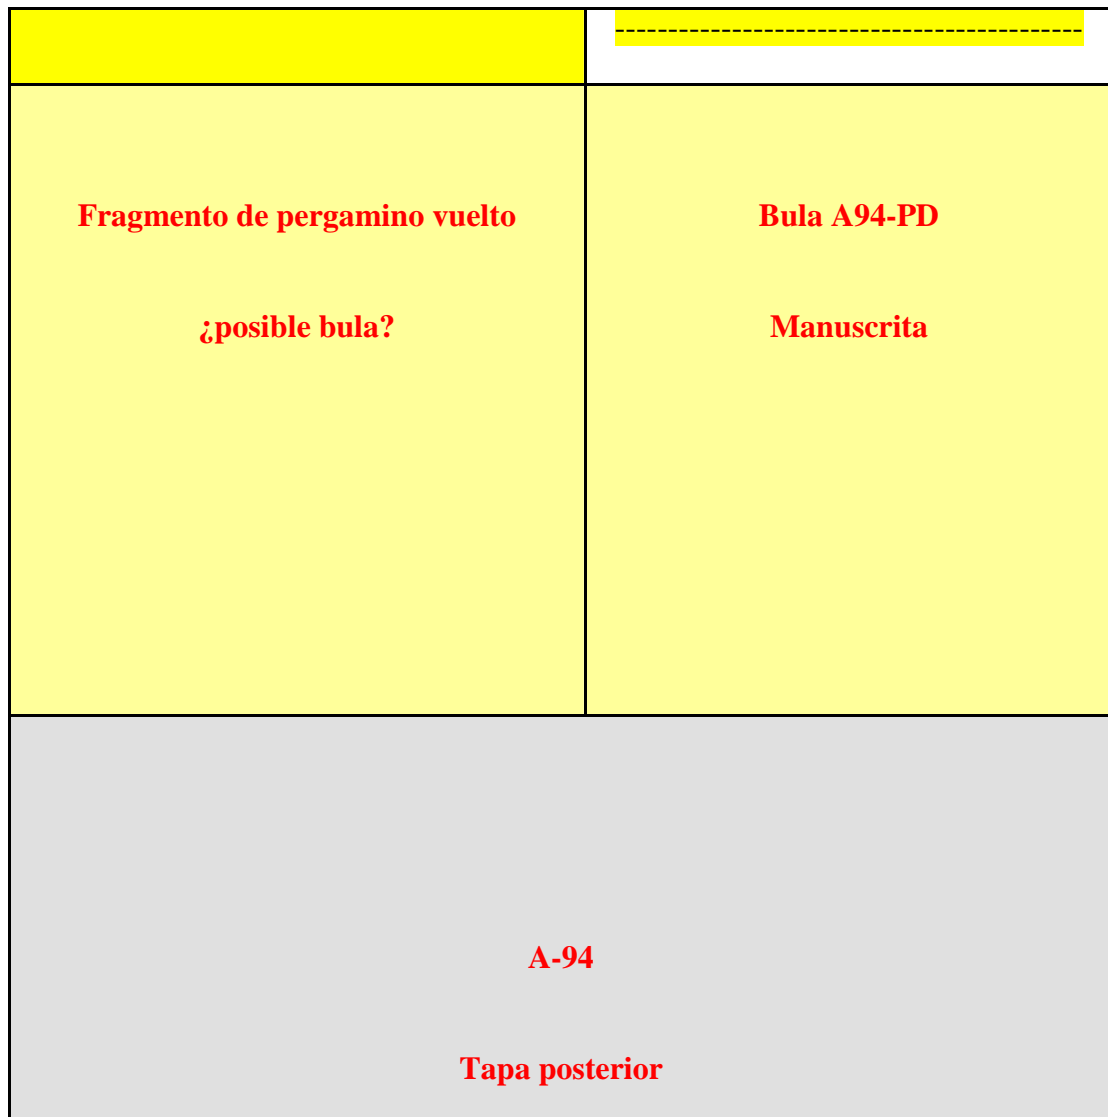 --------------------------------------------
Fragmento de pergamino vuelto
¿posible bula?
Bula A94-PD
Manuscrita
A-94
Tapa posterior